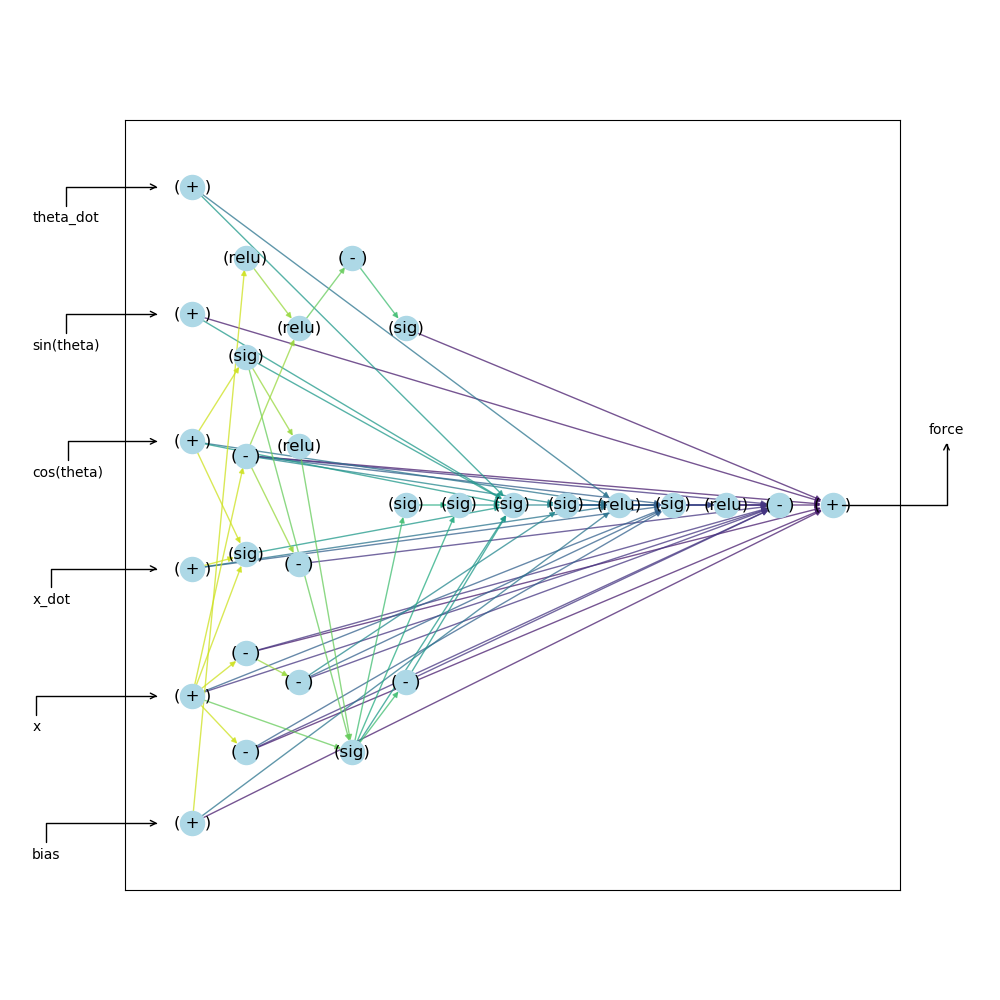 ( + )
theta_dot
(relu)
( - )
( + )
sin(theta)
(relu)
(sig)
(sig)
( + )
cos(theta)
(relu)
( - )
force
(sig)
(sig)
(sig)
(sig)
(relu)
(sig)
(relu)
( - )
( + )
(sig)
( + )
x_dot
( - )
( - )
( - )
( - )
( + )
x
( - )
(sig)
( + )
bias